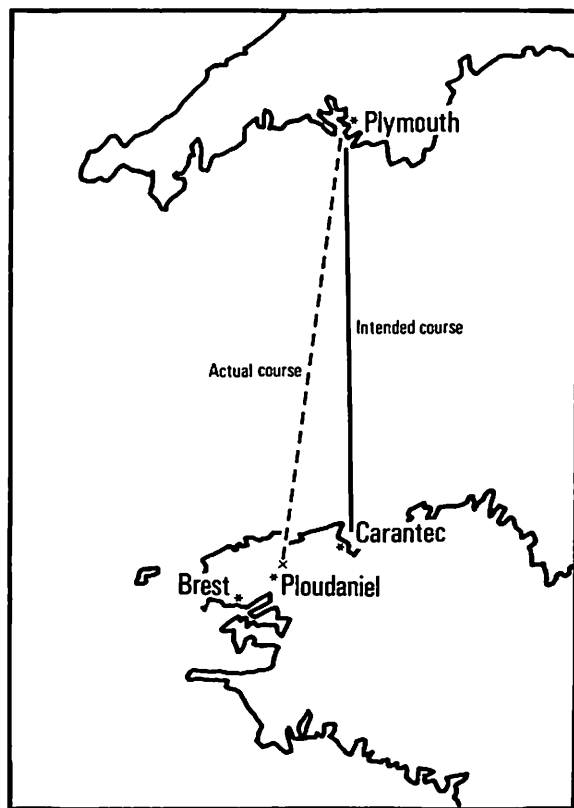 Plymouth
Intended course
Actual course
Carantec
Brest
Ploudaniel